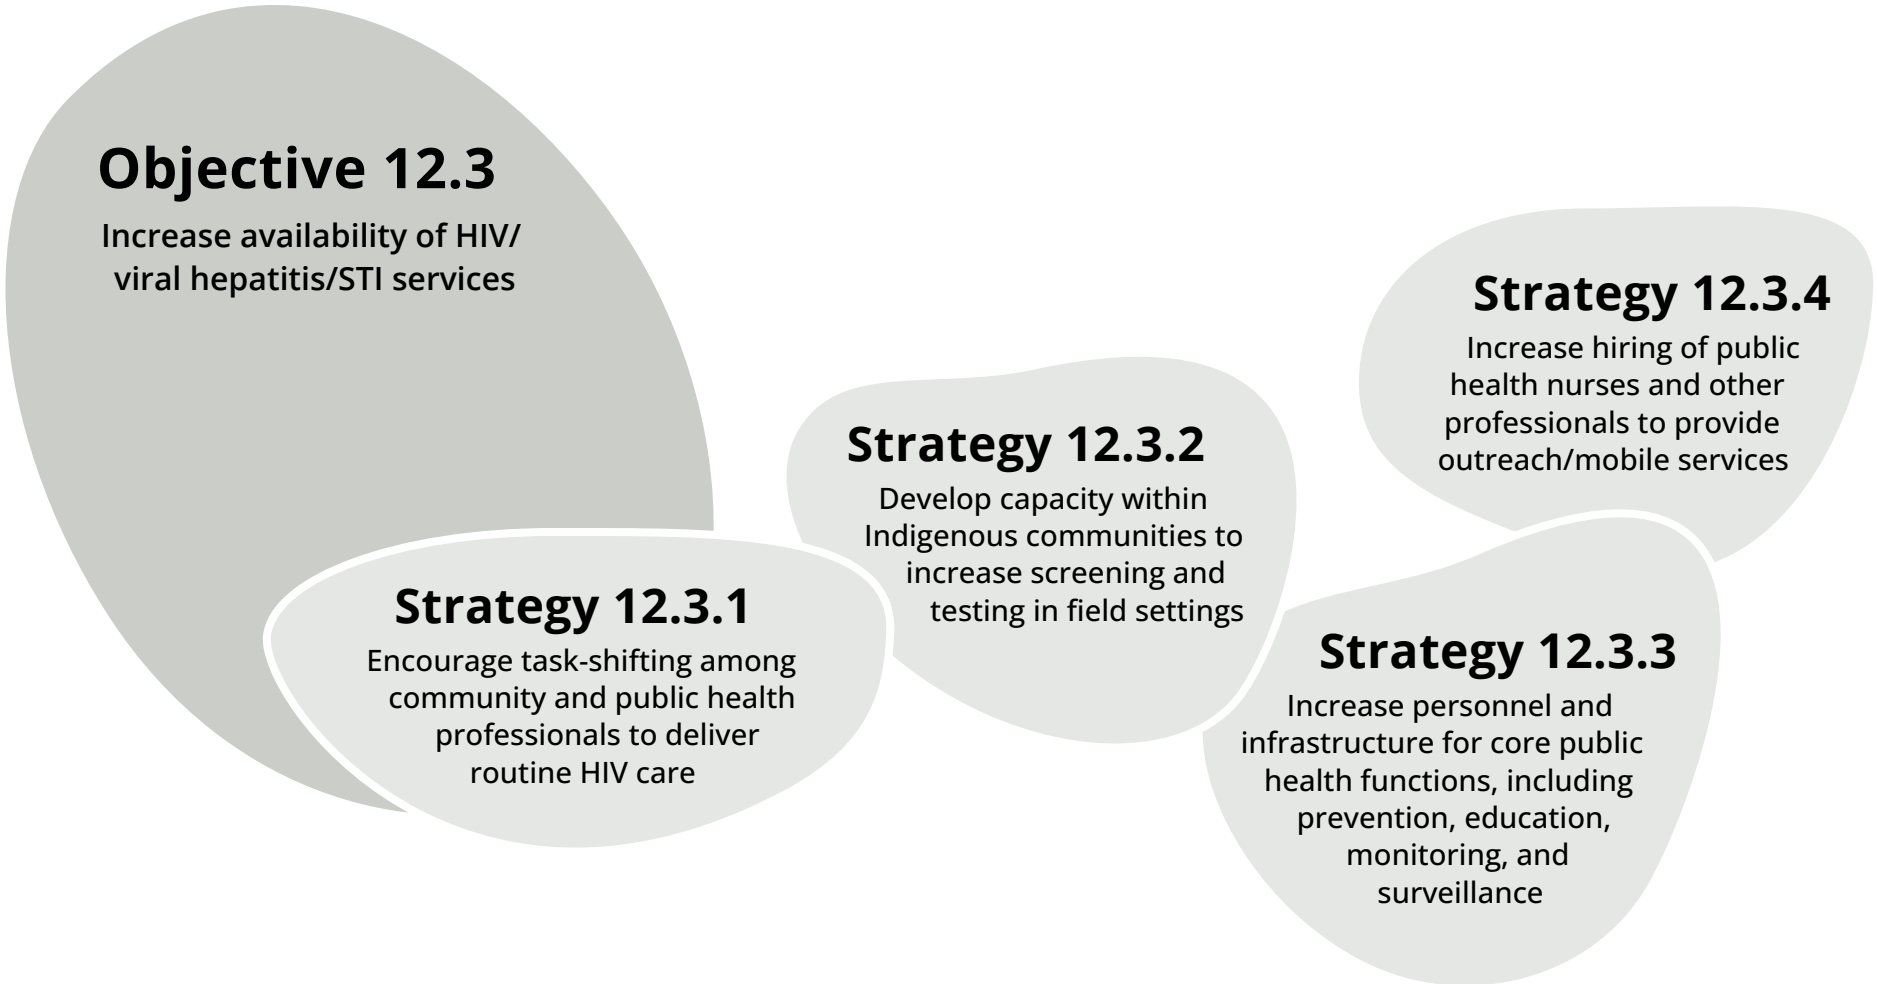 Objective 12.3
Increase availability of HIV/
viral hepatitis/STI services
Strategy 12.3.1
Encourage task-shifting among
community and public health
professionals to deliver
routine HIV care
Strategy 12.3.2
Develop capacity within
Indigenous communities to
increase screening and
testing in field settings
Strategy 12.3.3
Increase personnel and
infrastructure for core public
health functions, including
prevention, education,
monitoring, and
surveillance
Strategy 12.3.4
Increase hiring of public
health nurses and other
professionals to provide
outreach/mobile services